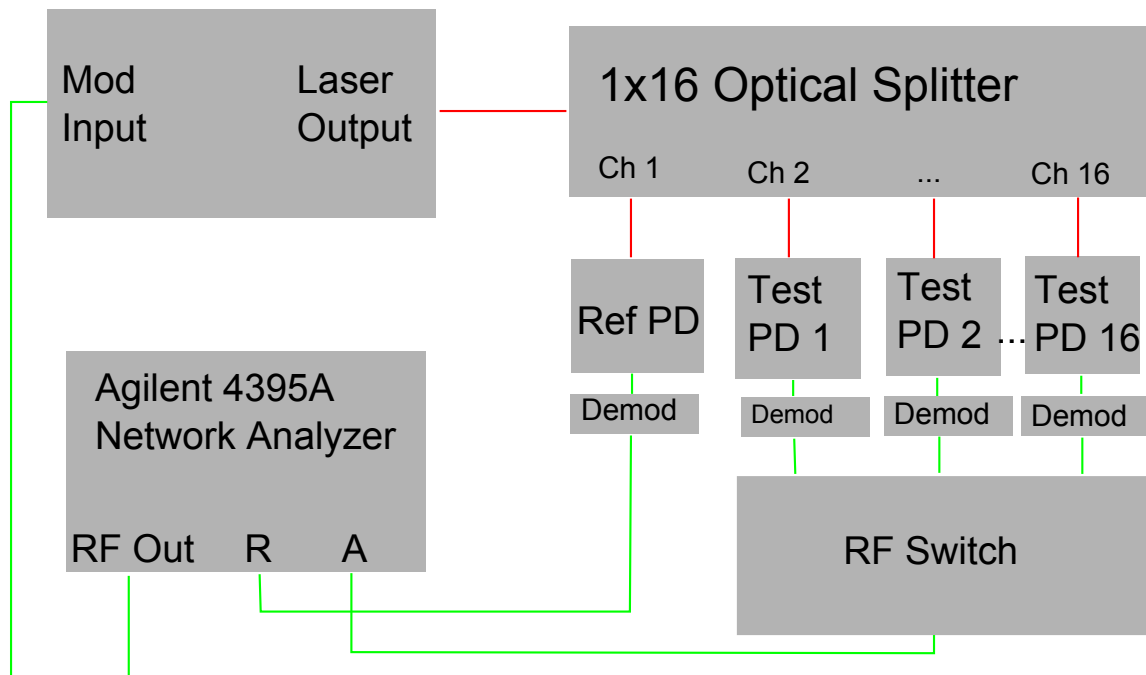 Mod
Input
Laser
Output
1x16 Optical Splitter
Ch 1
Ch 2
...
Ch 16
Ref PD
Test
PD 1
Test
PD 2
...
Test
PD 16
Demod
Demod
Demod
Demod
Agilent 4395A
Network Analyzer
RF Out
R
A
RF Switch